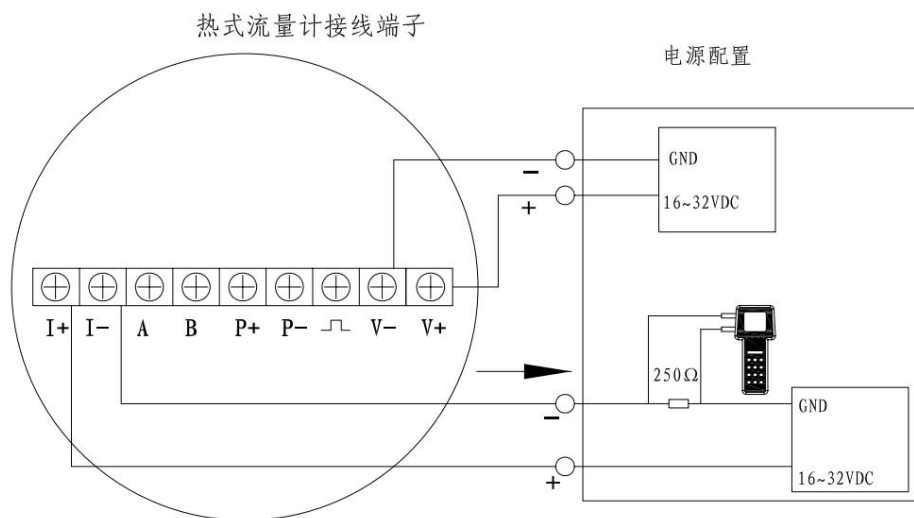 热式流量计接线端子
电源配置
GND
16~32VDC
-
+
I+ I- A B P+ P- V- V+
250Ω
GND
16~32VDC
-
+